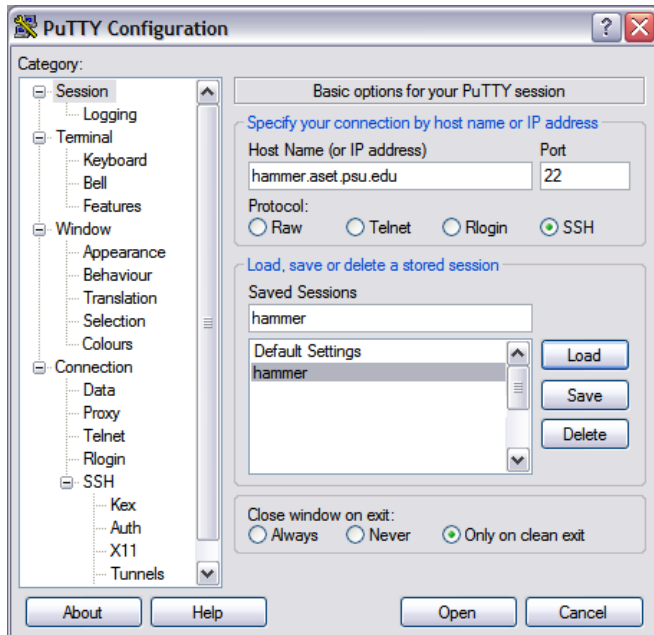 PuTTY Configuration
Category:
Session
Logging
Terminal
Keyboard
Bell
Features
Window
Appearance
Behaviour
Translation
Selection
Colours
Connection
Data
Proxy
Telnet
Rlogin
SSH
Kex
Auth
X11
Tunnels
Basic options for your PuTTY session
Specify your connection by host name or IP address
Host Name (or IP address) Port
hammer.aset.psu.edu 22
Protocol:
Raw Telnet Rlogin SSH
Load, save or delete a stored session
Saved Sessions
hammer
Default Settings
hammer
Load
Save
Delete
Close window on exit:
Always Never Only on clean exit
About Help Open Cancel